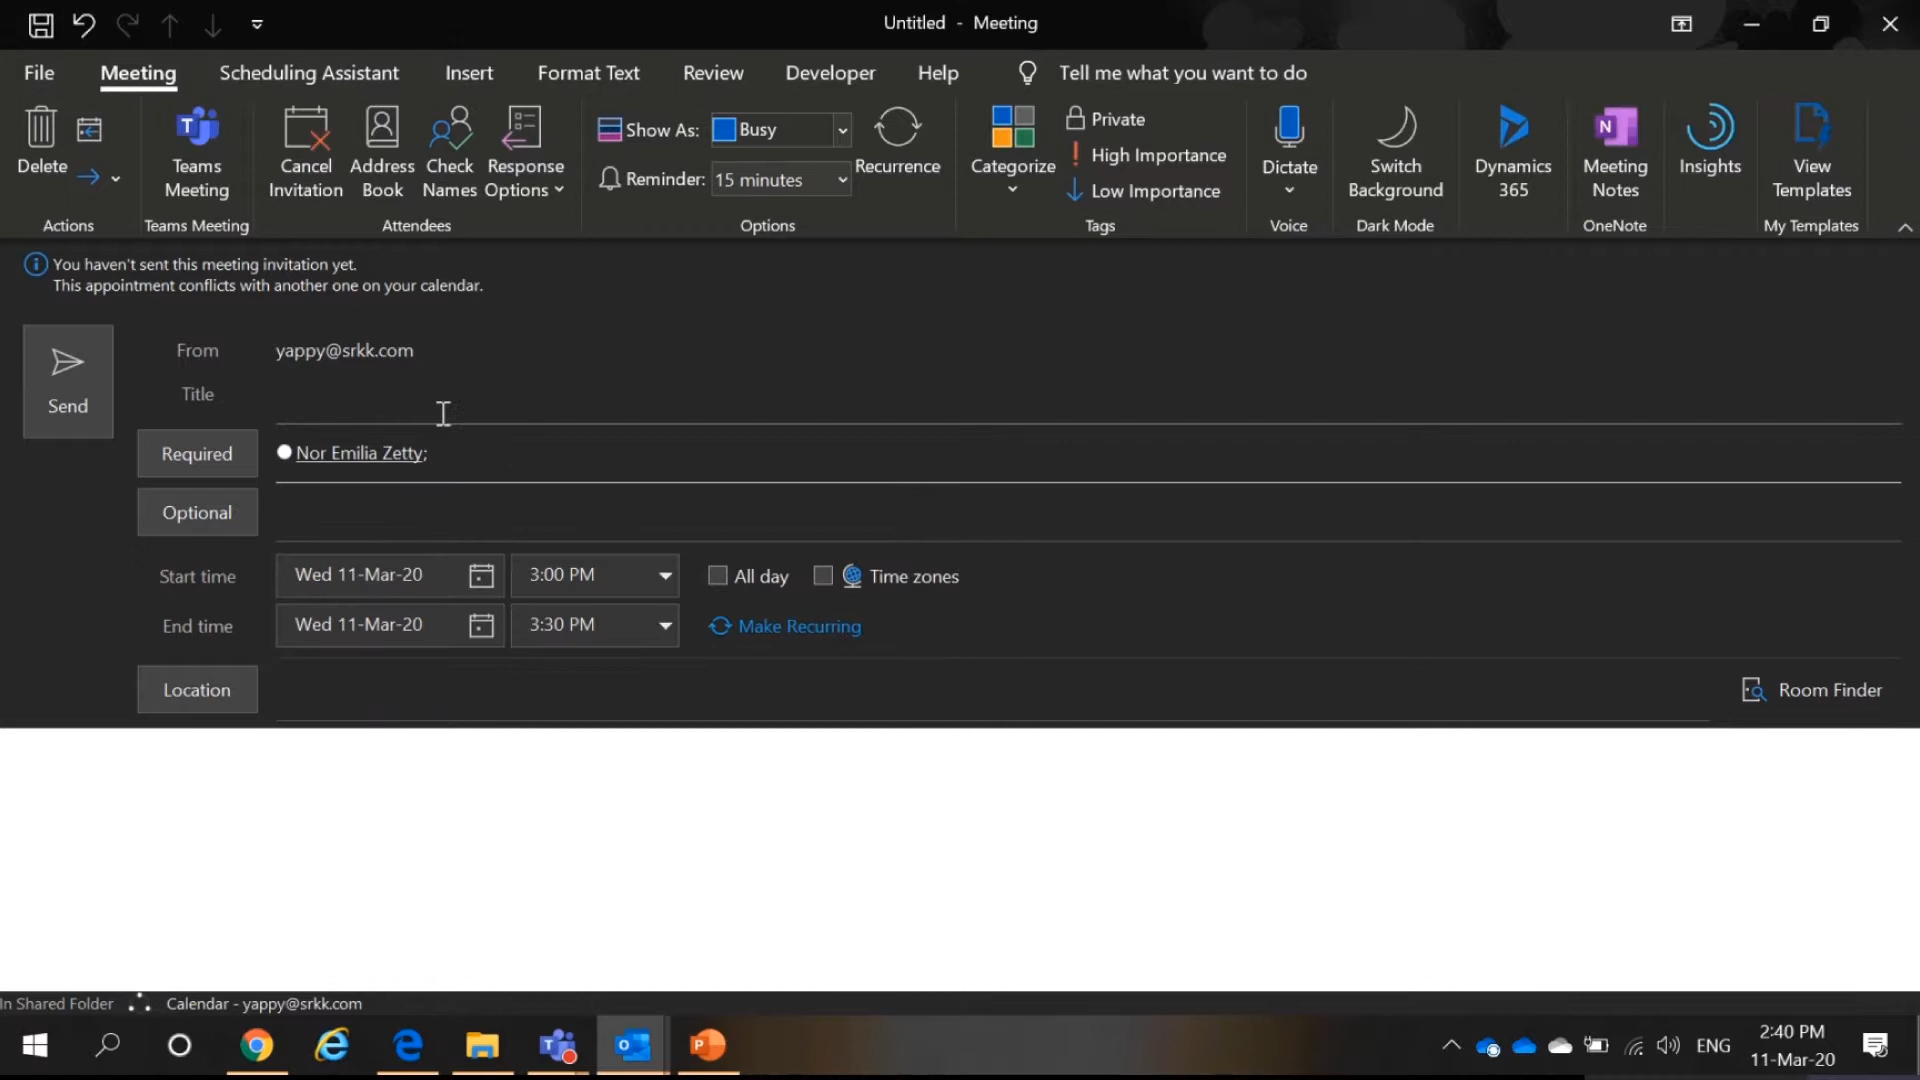 Untitled - Meeting
File Meeting Scheduling Assistant Insert Format Text Review Developer Help Tell me what you want to do
Delete
Teams Meeting
Cancel Invitation
Address Book
Check Names
Response Options
Show As: Busy
Reminder: 15 minutes
Recurrence
Categorize
Private
High Importance
Low Importance
Dictate
Switch Background
Dynamics 365
Meeting Notes
Insights
View Templates
Actions Teams Meeting Attendees Options Tags Voice Dark Mode OneNote My Templates
You haven't sent this meeting invitation yet.
This appointment conflicts with another one on your calendar.
Send
From yappy@srkk.com
Title
Required Nor Emilia Zetty;
Optional
Start time Wed 11-Mar-20 3:00 PM All day Time zones
End time Wed 11-Mar-20 3:30 PM Make Recurring
Location Room Finder
In Shared Folder Calendar - yappy@srkk.com
ENG
2:40 PM
11-Mar-20